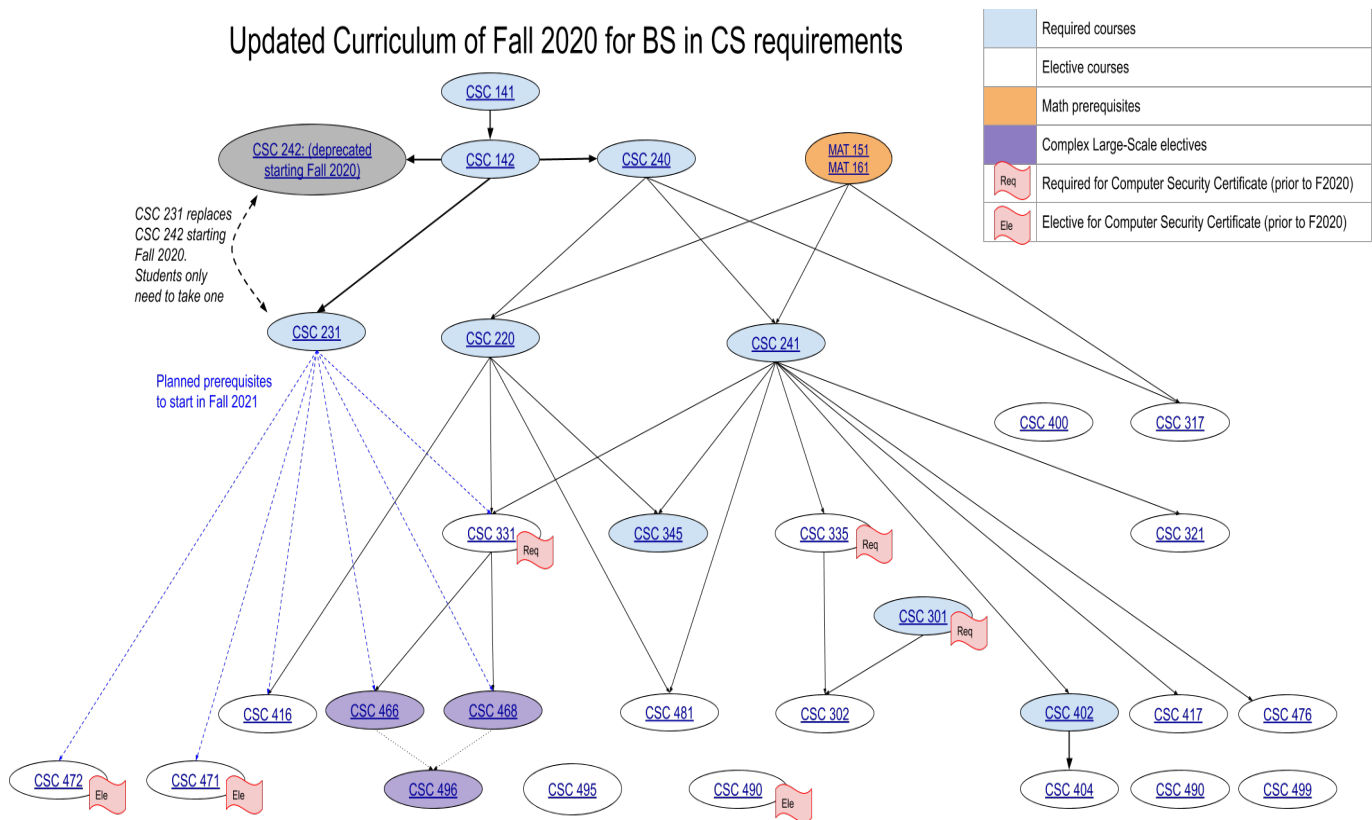 Updated Curriculum of Fall 2020 for BS in CS requirements
Required courses
Elective courses
Math prerequisites
Complex Large-Scale electives
Req
Required for Computer Security Certificate (prior to F2020)
Ele
Elective for Computer Security Certificate (prior to F2020)
CSC 141
CSC 242: (deprecated
starting Fall 2020)
CSC 142
CSC 240
MAT 151
MAT 161
CSC 231 replaces
CSC 242 starting
Fall 2020.
Students only
need to take one
CSC 231
CSC 220
CSC 241
Planned prerequisites
to start in Fall 2021
CSC 400
CSC 317
CSC 331
Req
CSC 345
CSC 335
Req
CSC 321
CSC 301
Req
CSC 416
CSC 466
CSC 468
CSC 481
CSC 302
CSC 402
CSC 417
CSC 476
CSC 472
Ele
CSC 471
Ele
CSC 496
CSC 495
CSC 490
Ele
CSC 404
CSC 490
CSC 499